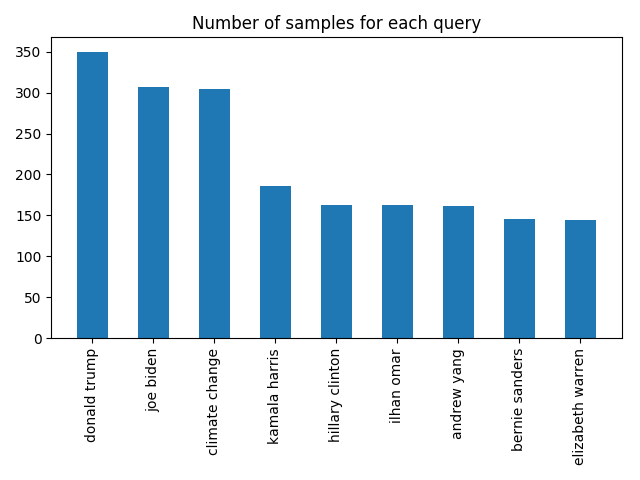 Number of samples for each query
350
300
250
200
150
100
50
0
donald trump
joe biden
climate change
kamala harris
hillary clinton
ilhan omar
andrew yang
bernie sanders
elizabeth warren